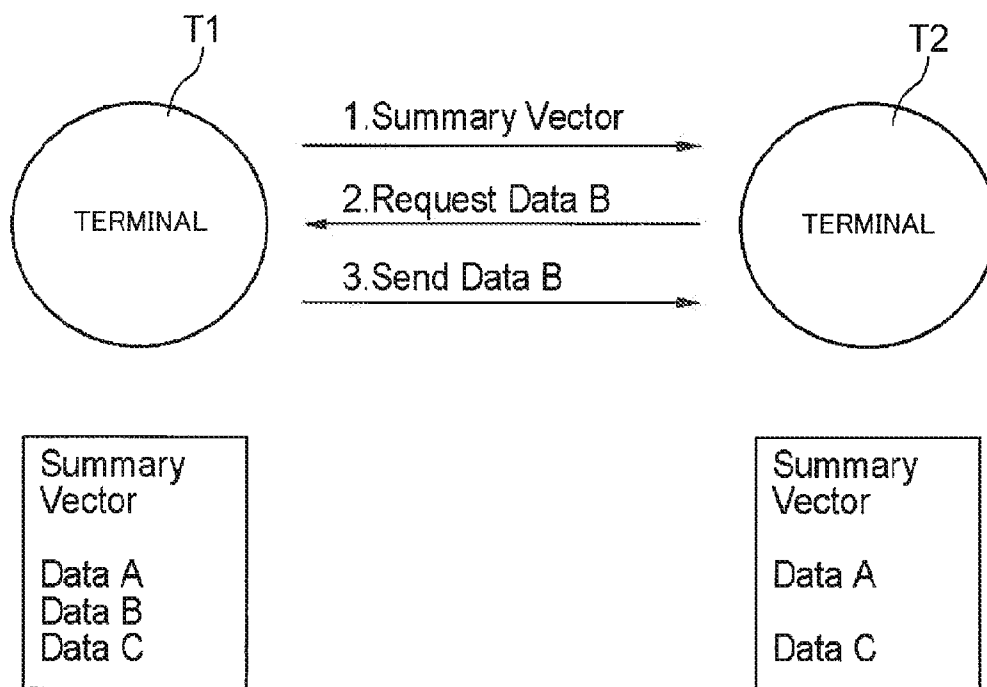 T1
T2
1.Summary Vector
2.Request Data B
3.Send Data B
TERMINAL
TERMINAL
Summary
Vector
Data A
Data B
Data C
Summary
Vector
Data A
Data C